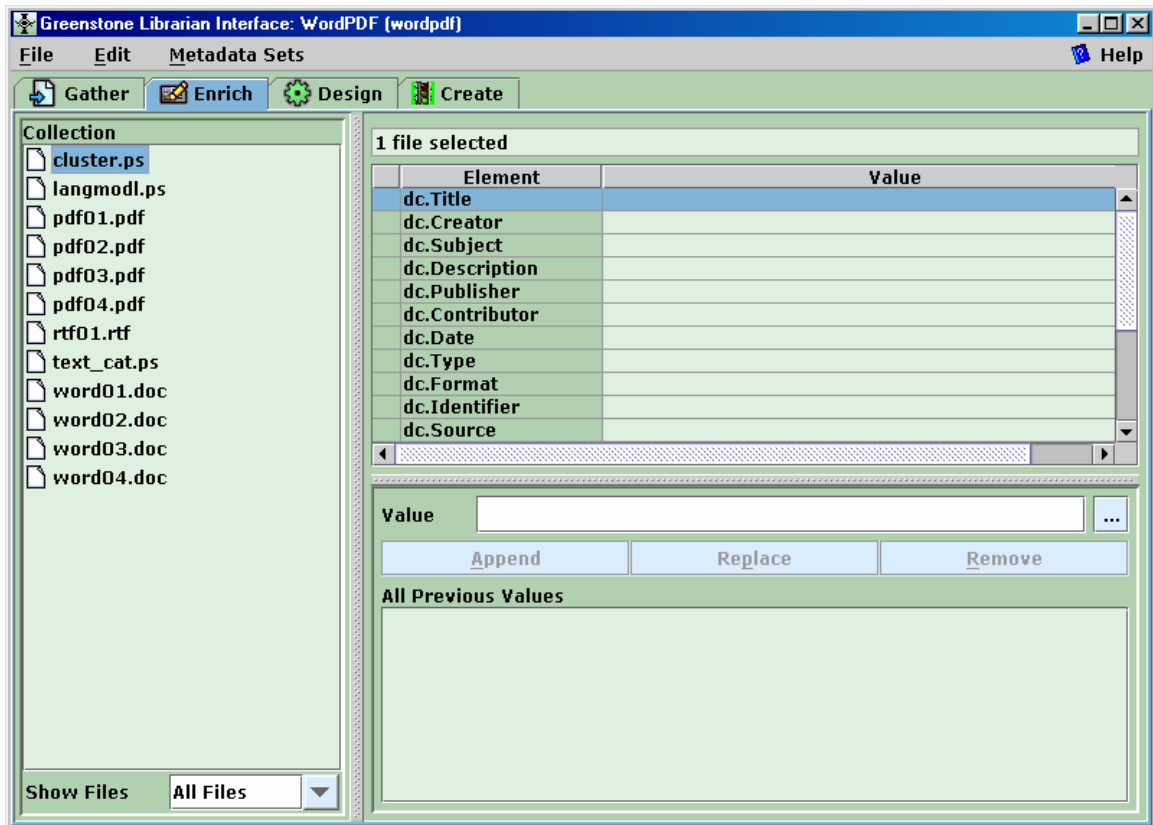 Greenstone Librarian Interface: WordPDF (wordpdf)
File Edit Metadata Sets Help
Gather Enrich Design Create
Collection
cluster.ps
langmodl.ps
pdf01.pdf
pdf02.pdf
pdf03.pdf
pdf04.pdf
rtf01.rtf
text_cat.ps
word01.doc
word02.doc
word03.doc
word04.doc
Show Files All Files
1 file selected
Element Value
dc.Title
dc.Creator
dc.Subject
dc.Description
dc.Publisher
dc.Contributor
dc.Date
dc.Type
dc.Format
dc.Identifier
dc.Source
Value ...
Append Replace Remove
All Previous Values